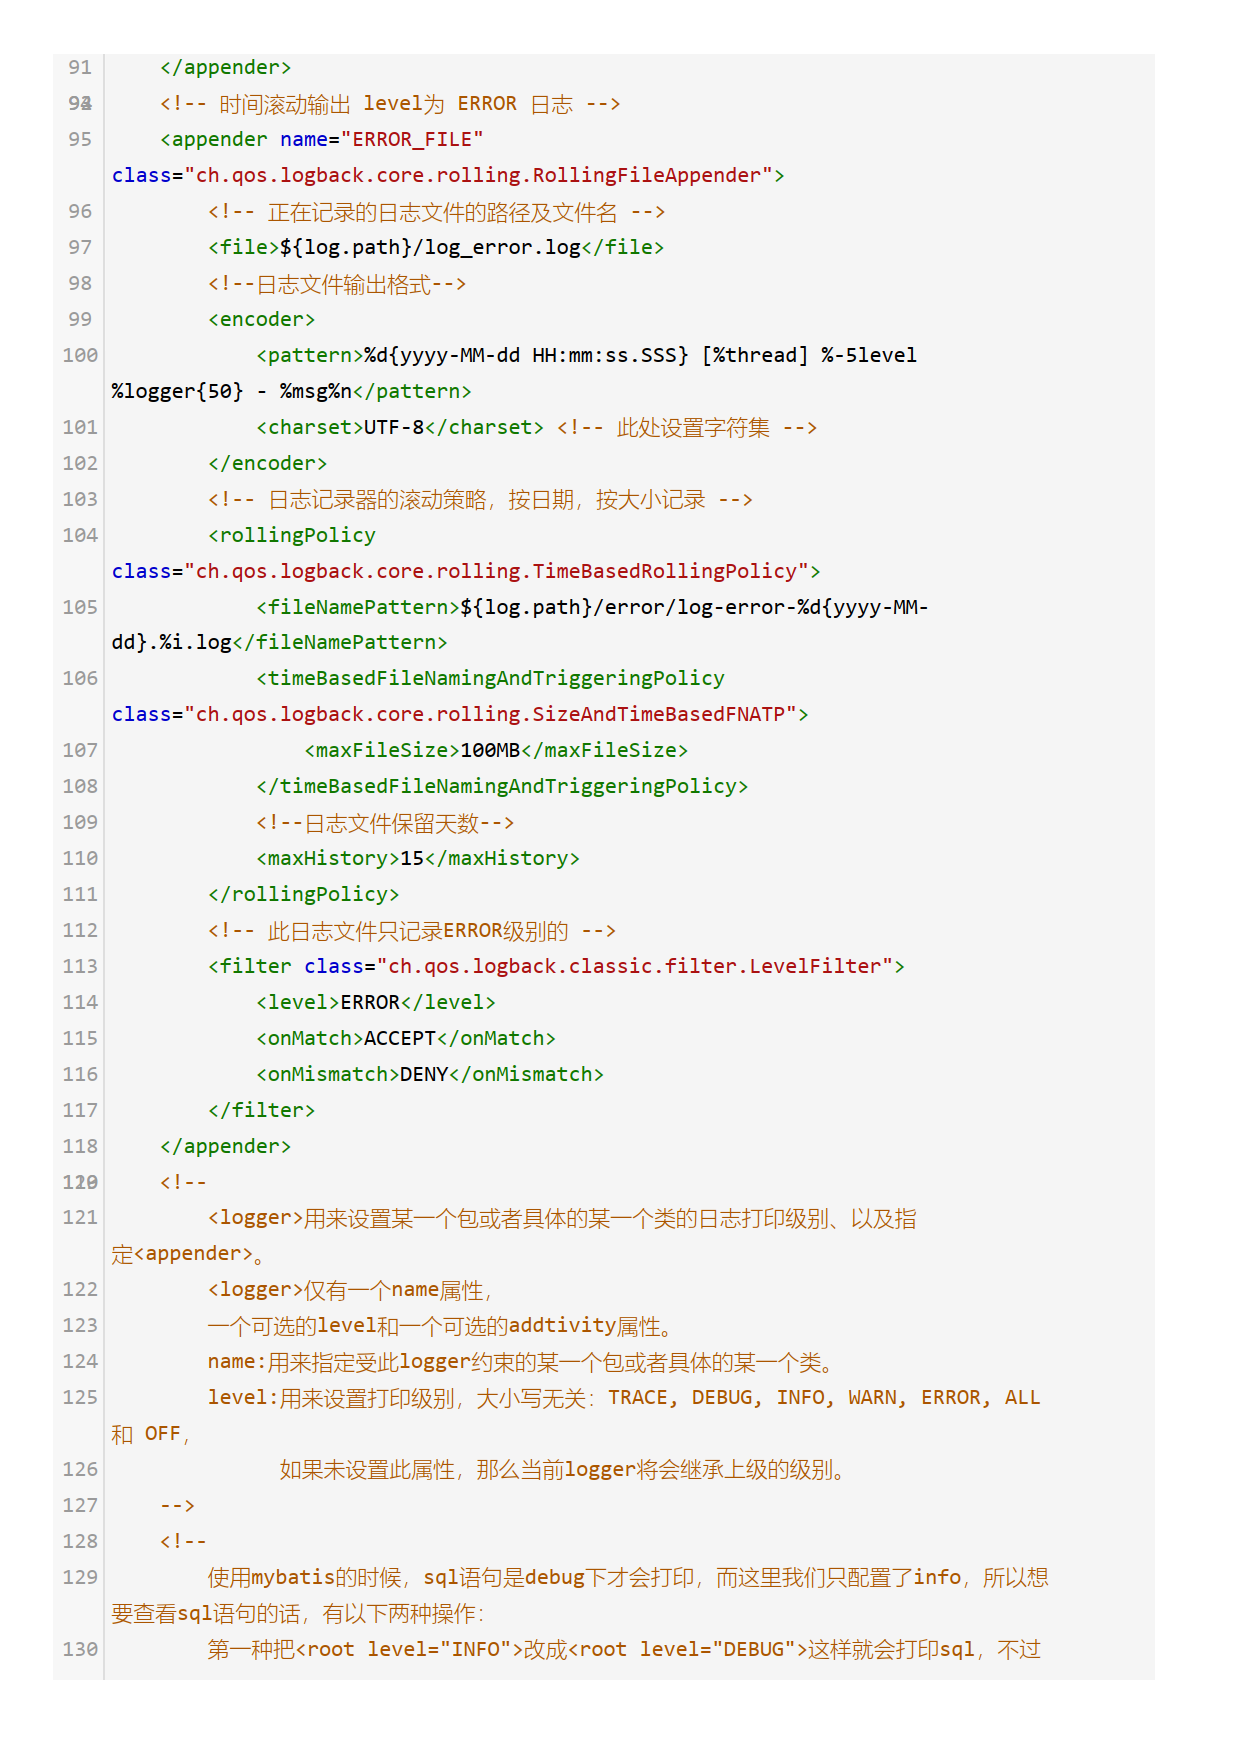 91 </appender>
94 <!-- 时间滚动输出 level为 ERROR 日志 -->
95 <appender name="ERROR_FILE"
class="ch.qos.logback.core.rolling.RollingFileAppender">
96 <!-- 正在记录的日志文件的路径及文件名 -->
97 <file>${log.path}/log_error.log</file>
98 <!--日志文件输出格式-->
99 <encoder>
100 <pattern>%d{yyyy-MM-dd HH:mm:ss.SSS} [%thread] %-5level
%logger{50} - %msg%n</pattern>
101 <charset>UTF-8</charset> <!-- 此处设置字符集 -->
102 </encoder>
103 <!-- 日志记录器的滚动策略，按日期，按大小记录 -->
104 <rollingPolicy
class="ch.qos.logback.core.rolling.TimeBasedRollingPolicy">
105 <fileNamePattern>${log.path}/error/log-error-%d{yyyy-MM-
dd}.%i.log</fileNamePattern>
106 <timeBasedFileNamingAndTriggeringPolicy
class="ch.qos.logback.core.rolling.SizeAndTimeBasedFNATP">
107 <maxFileSize>100MB</maxFileSize>
108 </timeBasedFileNamingAndTriggeringPolicy>
109 <!--日志文件保留天数-->
110 <maxHistory>15</maxHistory>
111 </rollingPolicy>
112 <!-- 此日志文件只记录ERROR级别的 -->
113 <filter class="ch.qos.logback.classic.filter.LevelFilter">
114 <level>ERROR</level>
115 <onMatch>ACCEPT</onMatch>
116 <onMismatch>DENY</onMismatch>
117 </filter>
118 </appender>
120 <!--
121 <logger>用来设置某一个包或者具体的某一个类的日志打印级别、以及指
定<appender>。
122 <logger>仅有一个name属性，
123 一个可选的level和一个可选的addtivity属性。
124 name:用来指定受此logger约束的某一个包或者具体的某一个类。
125 level:用来设置打印级别，大小写无关：TRACE, DEBUG, INFO, WARN, ERROR, ALL
和 OFF，
126 如果未设置此属性，那么当前logger将会继承上级的级别。
127 -->
128 <!--
129 使用mybatis的时候，sql语句是debug下才会打印，而这里我们只配置了info，所以想
要查看sql语句的话，有以下两种操作：
130 第一种把<root level="INFO">改成<root level="DEBUG">这样就会打印sql，不过